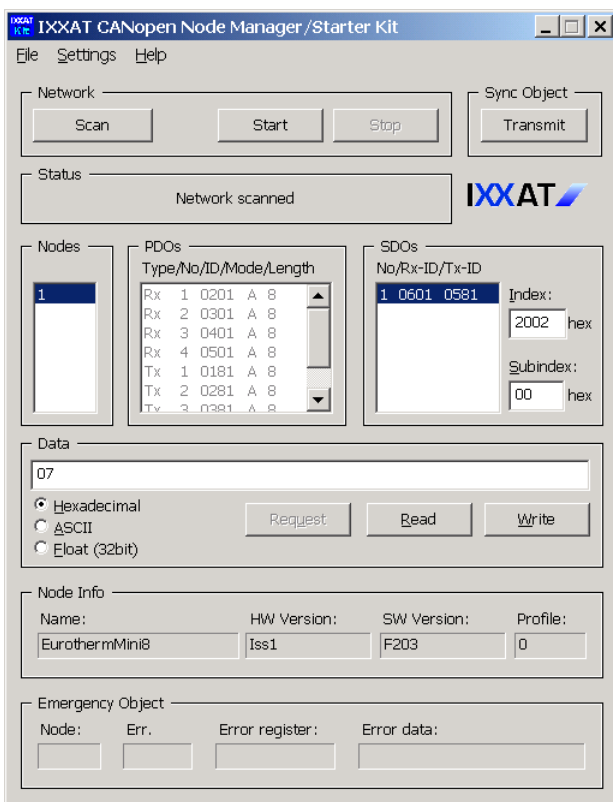 IXXAT Kit IXXAT CANopen Node Manager/Starter Kit
File Settings Help
Network
Scan Start Stop
Sync Object
Transmit
Status
Network scanned
IXXAT
Nodes
1
PDOs
Type/No/ID/Mode/Length
Rx 1 0201 A 8
Rx 2 0301 A 8
Rx 3 0401 A 8
Rx 4 0501 A 8
Tx 1 0181 A 8
Tx 2 0281 A 8
Tx 3 0381 A 8
SDOs
No/Rx-ID/Tx-ID
1 0601 0581
Index:
2002 hex
Subindex:
00 hex
Data
07
Hexadecimal
ASCII
Float (32bit)
Request Read Write
Node Info
Name: HW Version: SW Version: Profile:
EurothermMini8 Iss1 F203 0
Emergency Object
Node: Err. Error register: Error data: